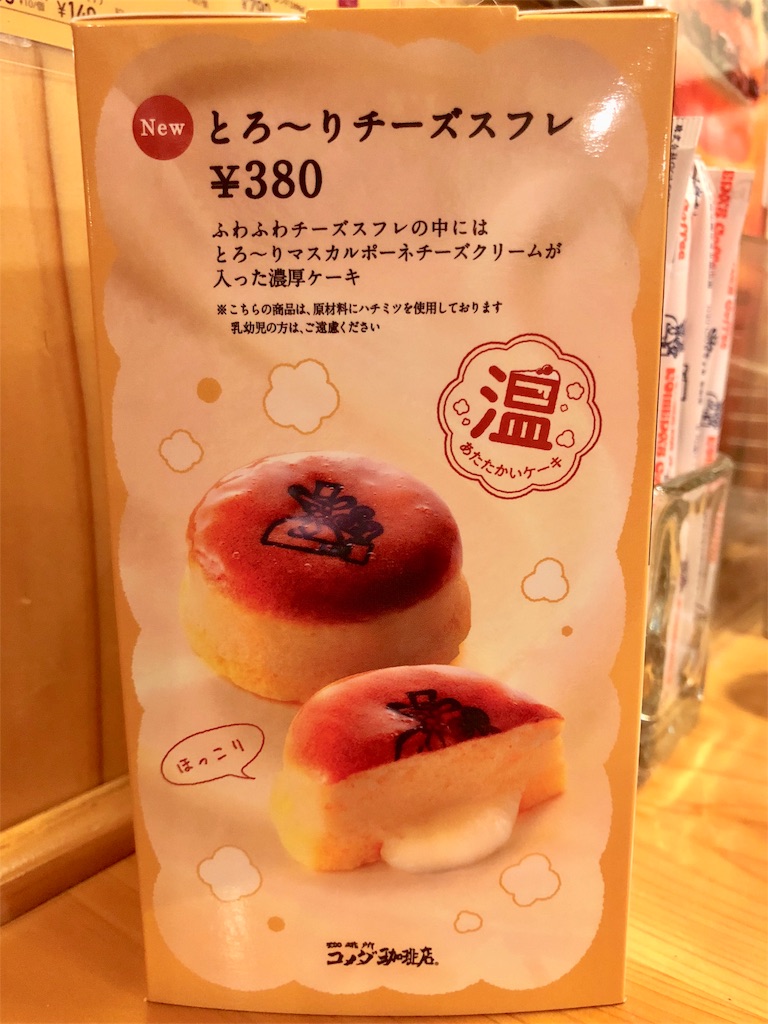 ¥140
New とろ〜りチーズスフレ
¥380
ふわふわチーズスフレの中には
とろ〜りマスカルポーネチーズクリームが
入った濃厚ケーキ
※こちらの商品は、原材料にハチミツを使用しております
乳幼児の方は、ご遠慮ください
温
あたたかいケーキ
ほっこり
珈琲所
コメダ珈琲店